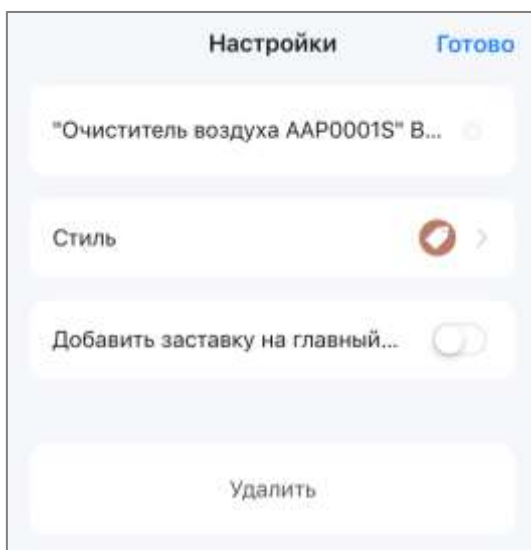 Настройки Готово
"Очиститель воздуха AAP0001S" В...
Стиль
Добавить заставку на главный...
Удалить